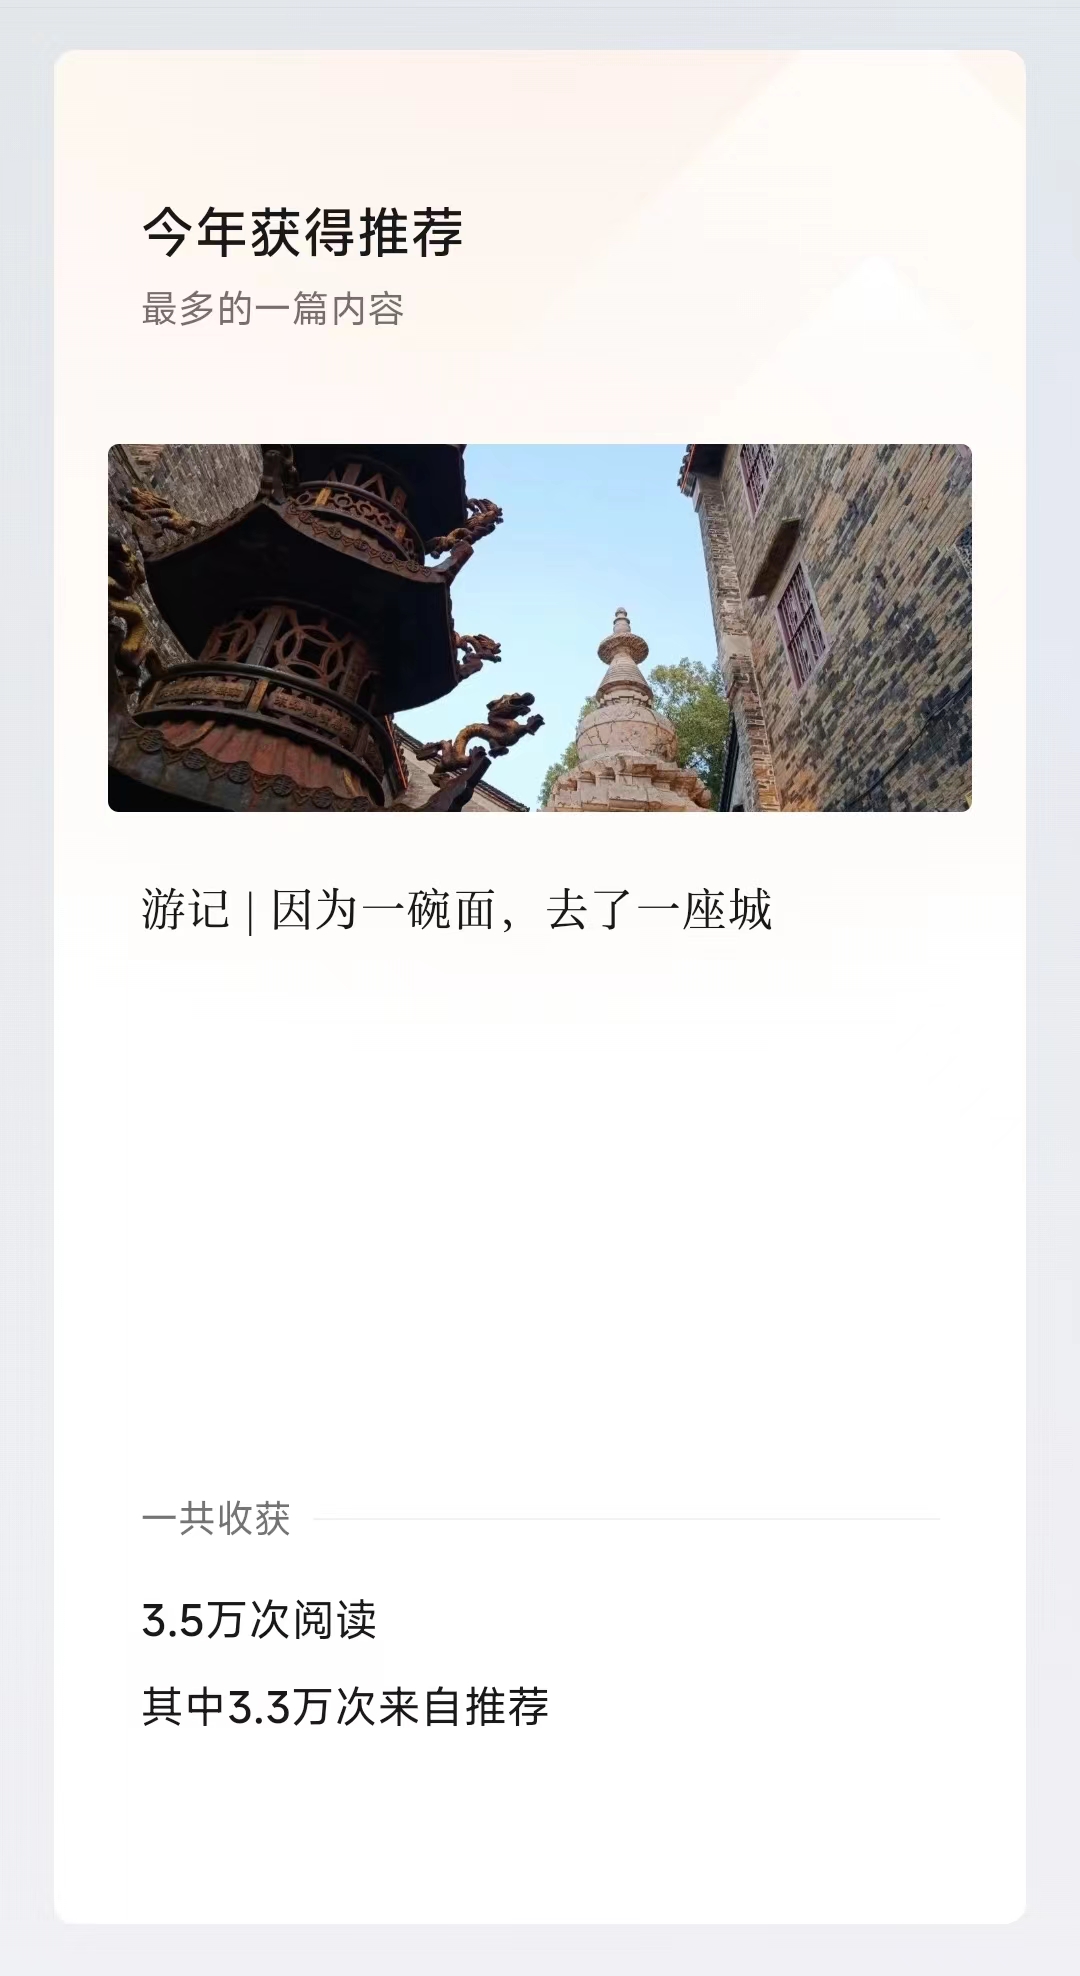 今年获得推荐
最多的一篇内容
游记 | 因为一碗面，去了一座城
一共收获
3.5万次阅读
其中3.3万次来自推荐